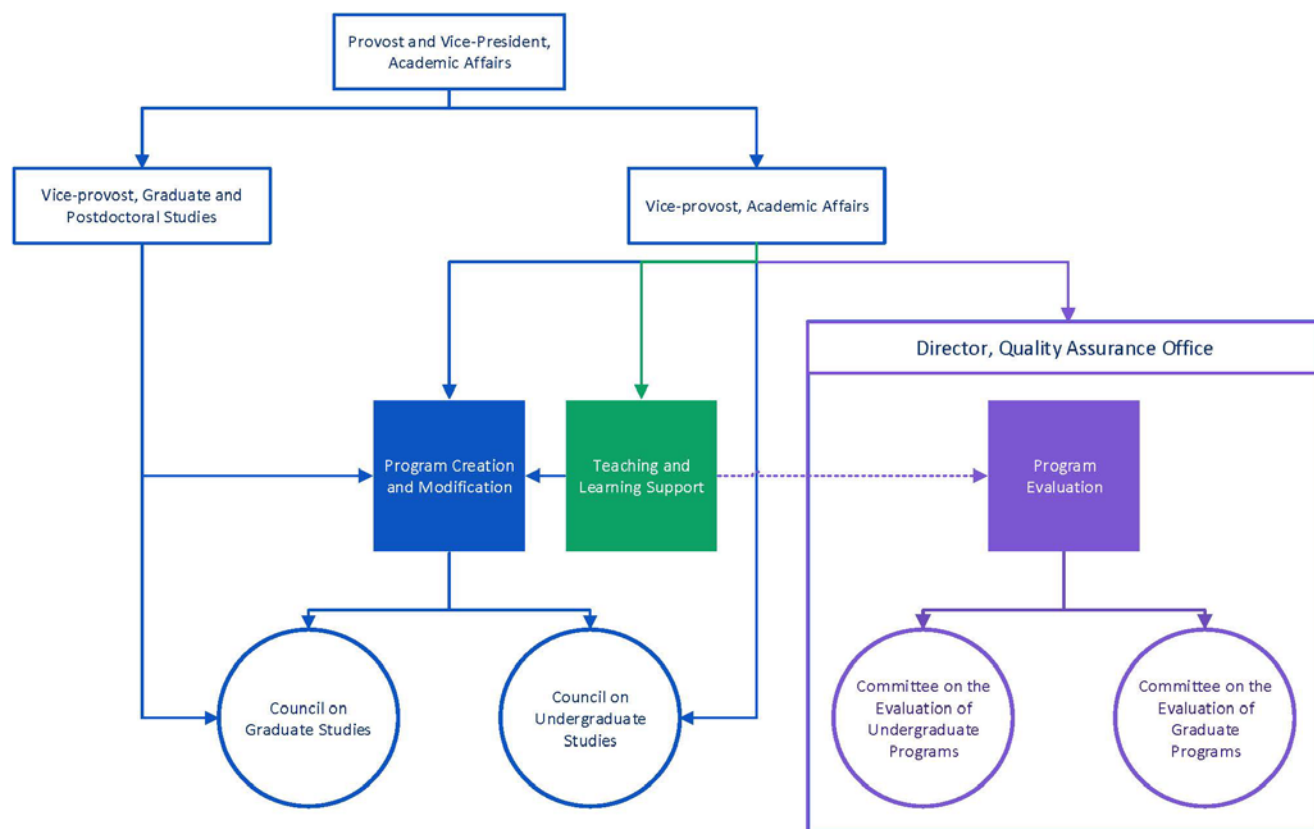 Provost and Vice-President,
Academic Affairs
Vice-provost, Graduate and
Postdoctoral Studies
Vice-provost, Academic Affairs
Director, Quality Assurance Office
Program Creation
and Modification
Teaching and
Learning Support
Program
Evaluation
Council on
Graduate Studies
Council on
Undergraduate
Studies
Committee on the
Evaluation of
Undergraduate
Programs
Committee on the
Evaluation of
Graduate
Programs